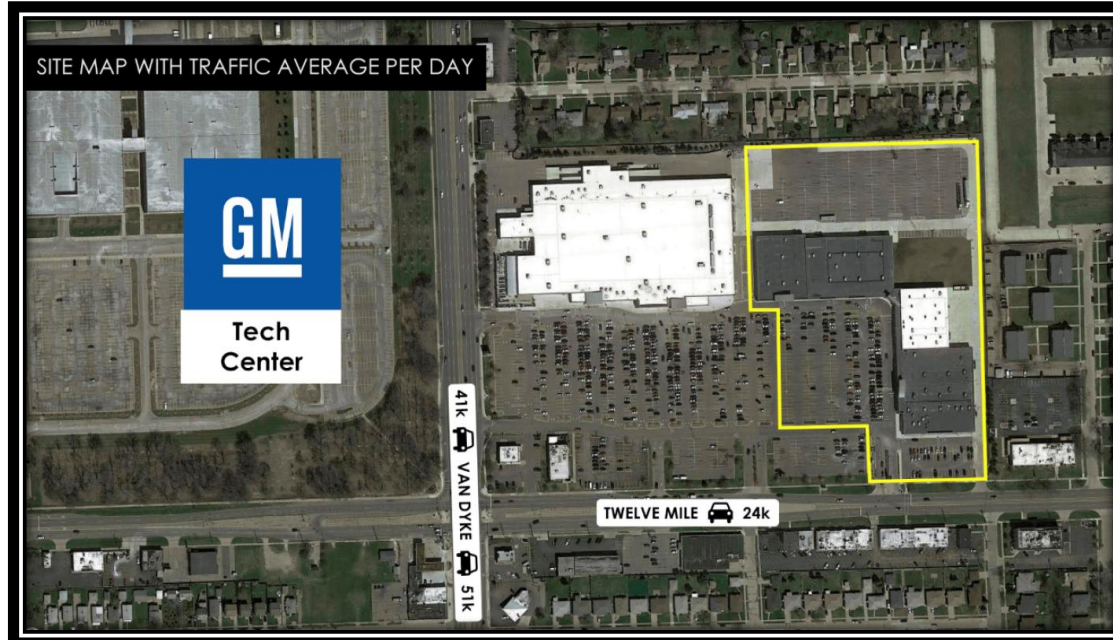 SITE MAP WITH TRAFFIC AVERAGE PER DAY
GM
Tech
Center
41k VAN DYKE 51k
TWELVE MILE 24k